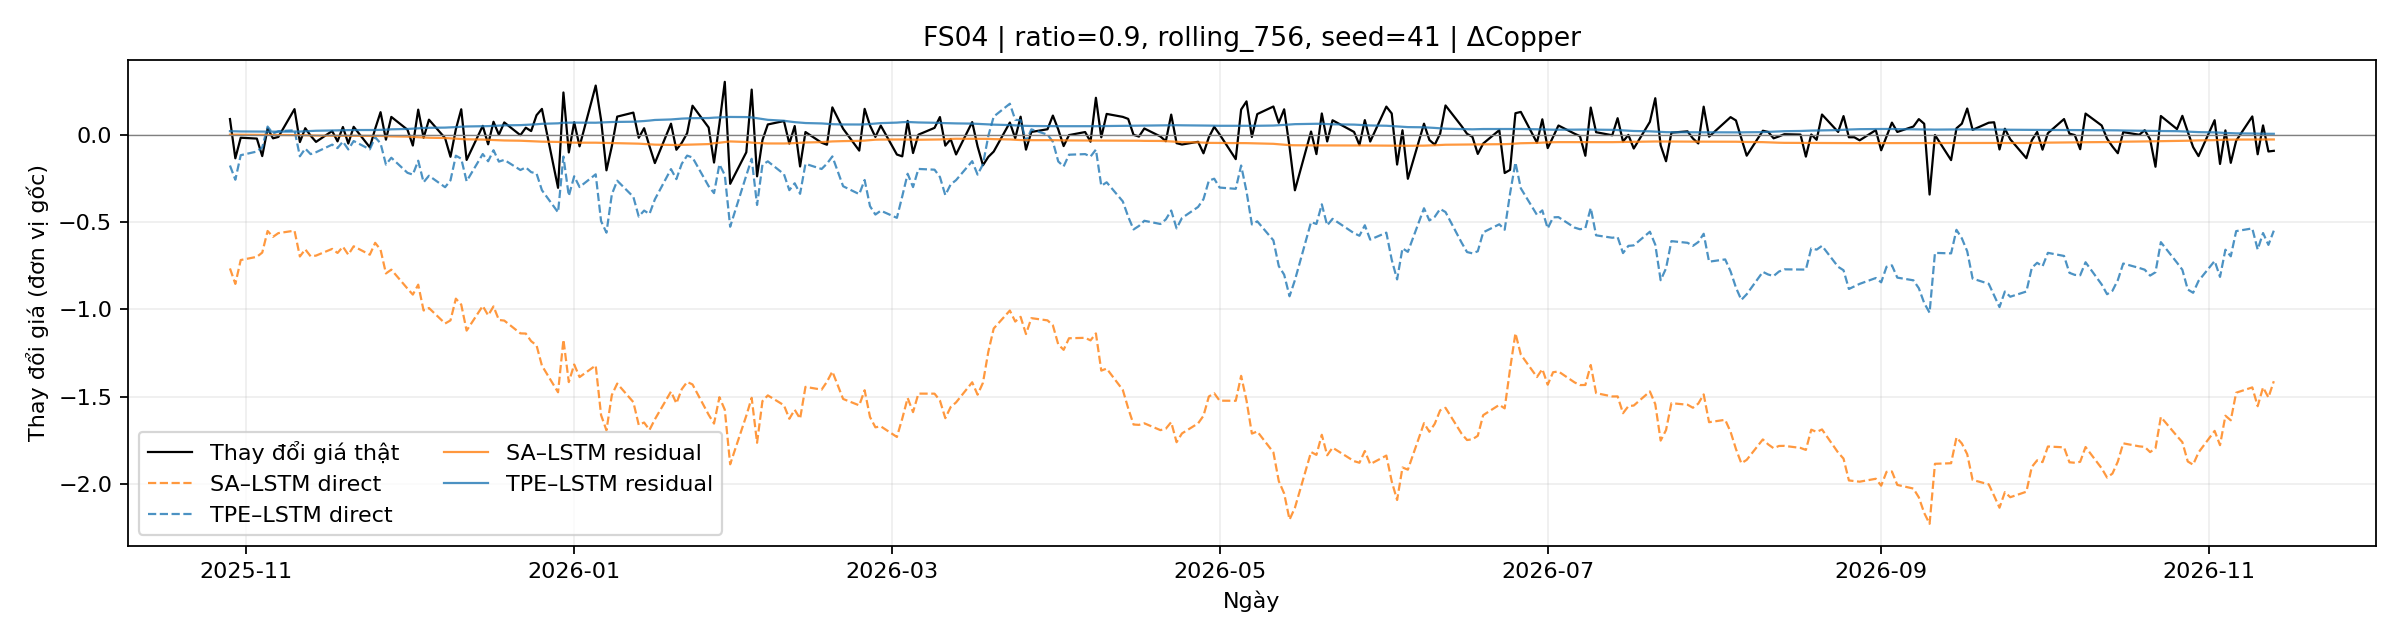 FS04 | ratio=0.9, rolling_756, seed=41 | ΔCopper
Thay đổi giá (đơn vị gốc)
0.0
−0.5
−1.0
−1.5
−2.0
Thay đổi giá thật
SA–LSTM direct
TPE–LSTM direct
SA–LSTM residual
TPE–LSTM residual
2025-11
2026-01
2026-03
2026-05
2026-07
2026-09
2026-11
Ngày